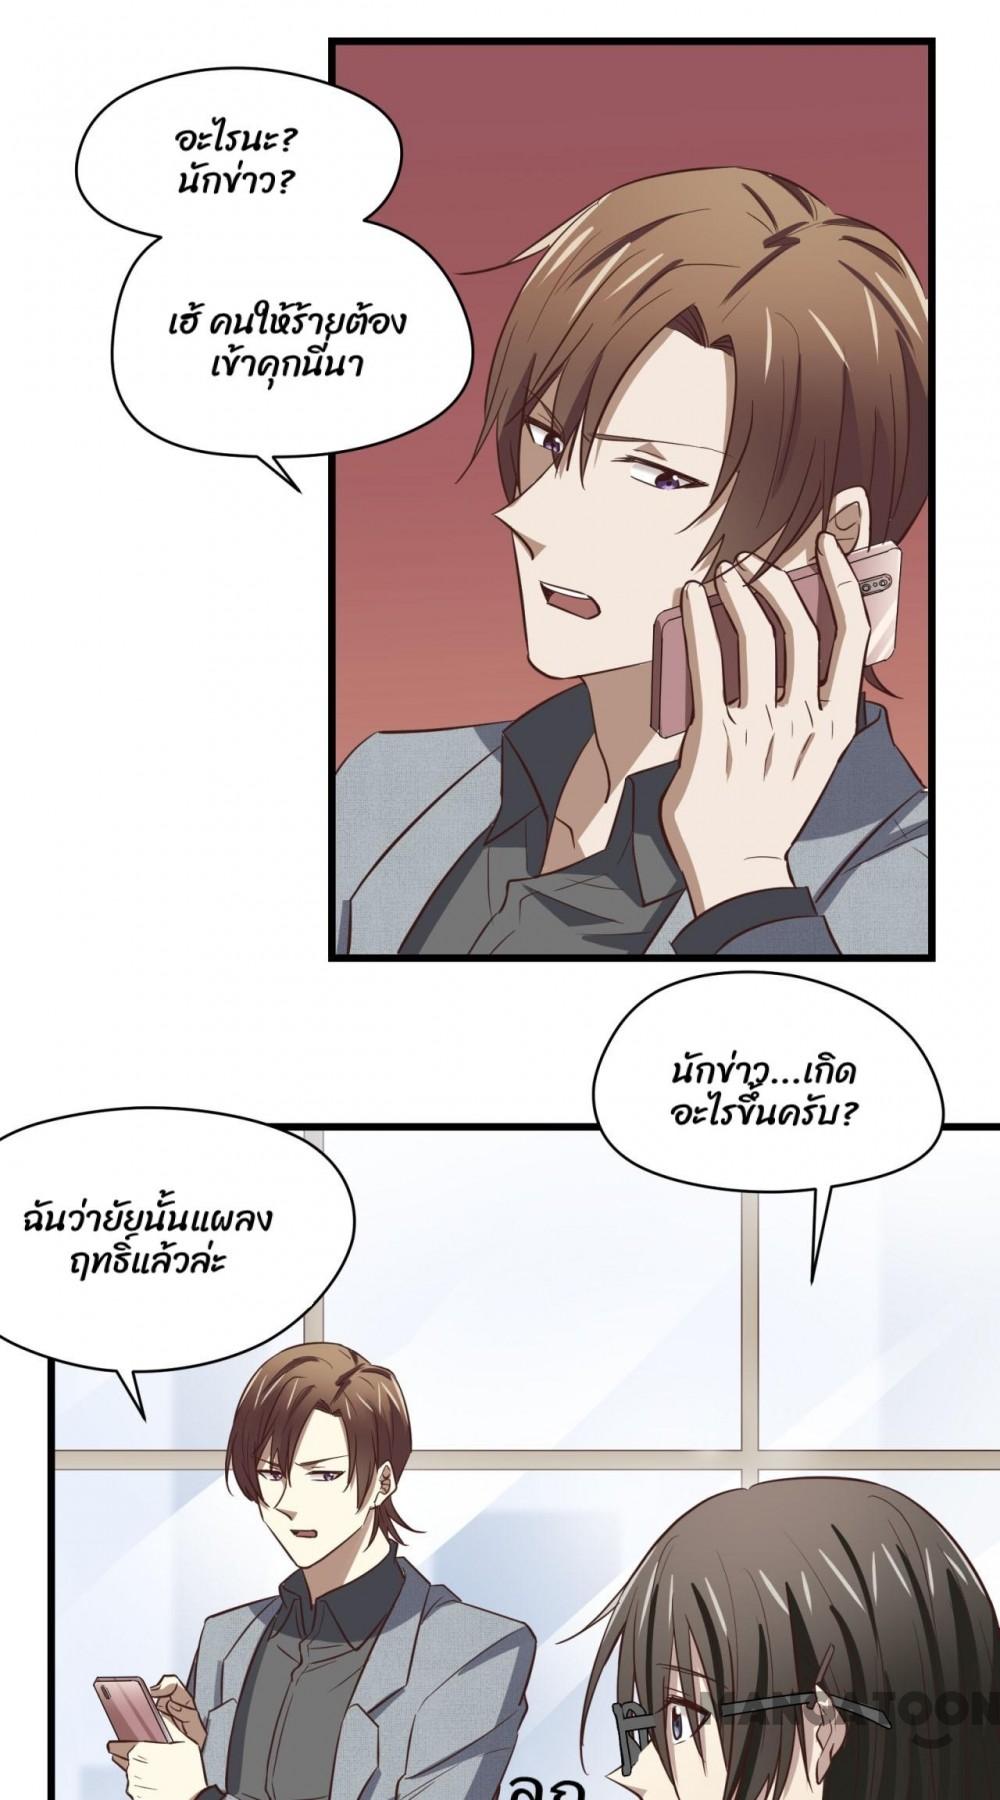 อะไรนะ?
นักข่าว?
เฮ้ คนให้ร้ายต้อง
เข้าคุกนี่นา
นักข่าว...เกิด
อะไรขึ้นครับ?
ฉันว่ายัยนั้นแผลง
ฤทธิ์แล้วล่ะ
MANGATOON